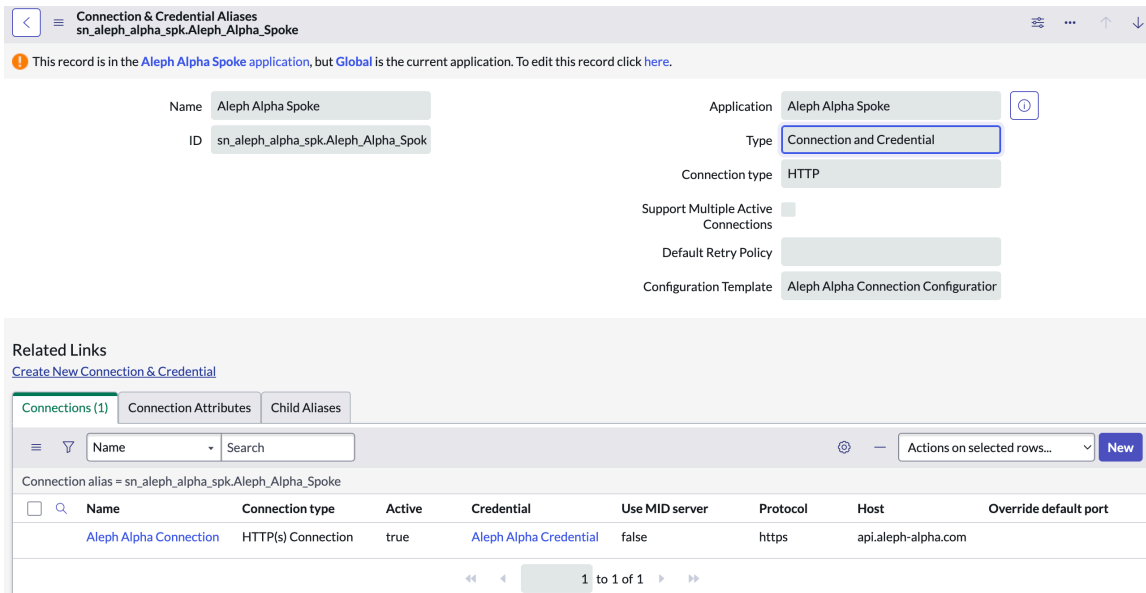 Connection & Credential Aliases
sn_aleph_alpha_spk.Aleph_Alpha_Spoke
This record is in the Aleph Alpha Spoke application, but Global is the current application. To edit this record click here.
Name Aleph Alpha Spoke
ID sn_aleph_alpha_spk.Aleph_Alpha_Spok
Application Aleph Alpha Spoke
Type Connection and Credential
Connection type HTTP
Support Multiple Active
Connections
Default Retry Policy
Configuration Template Aleph Alpha Connection Configuration
Related Links
Create New Connection & Credential
Connections (1) Connection Attributes Child Aliases
Name Search Actions on selected rows... New
Connection alias = sn_aleph_alpha_spk.Aleph_Alpha_Spoke
Name Connection type Active Credential Use MID server Protocol Host Override default port
Aleph Alpha Connection HTTP(s) Connection true Aleph Alpha Credential false https api.aleph-alpha.com
1 to 1 of 1